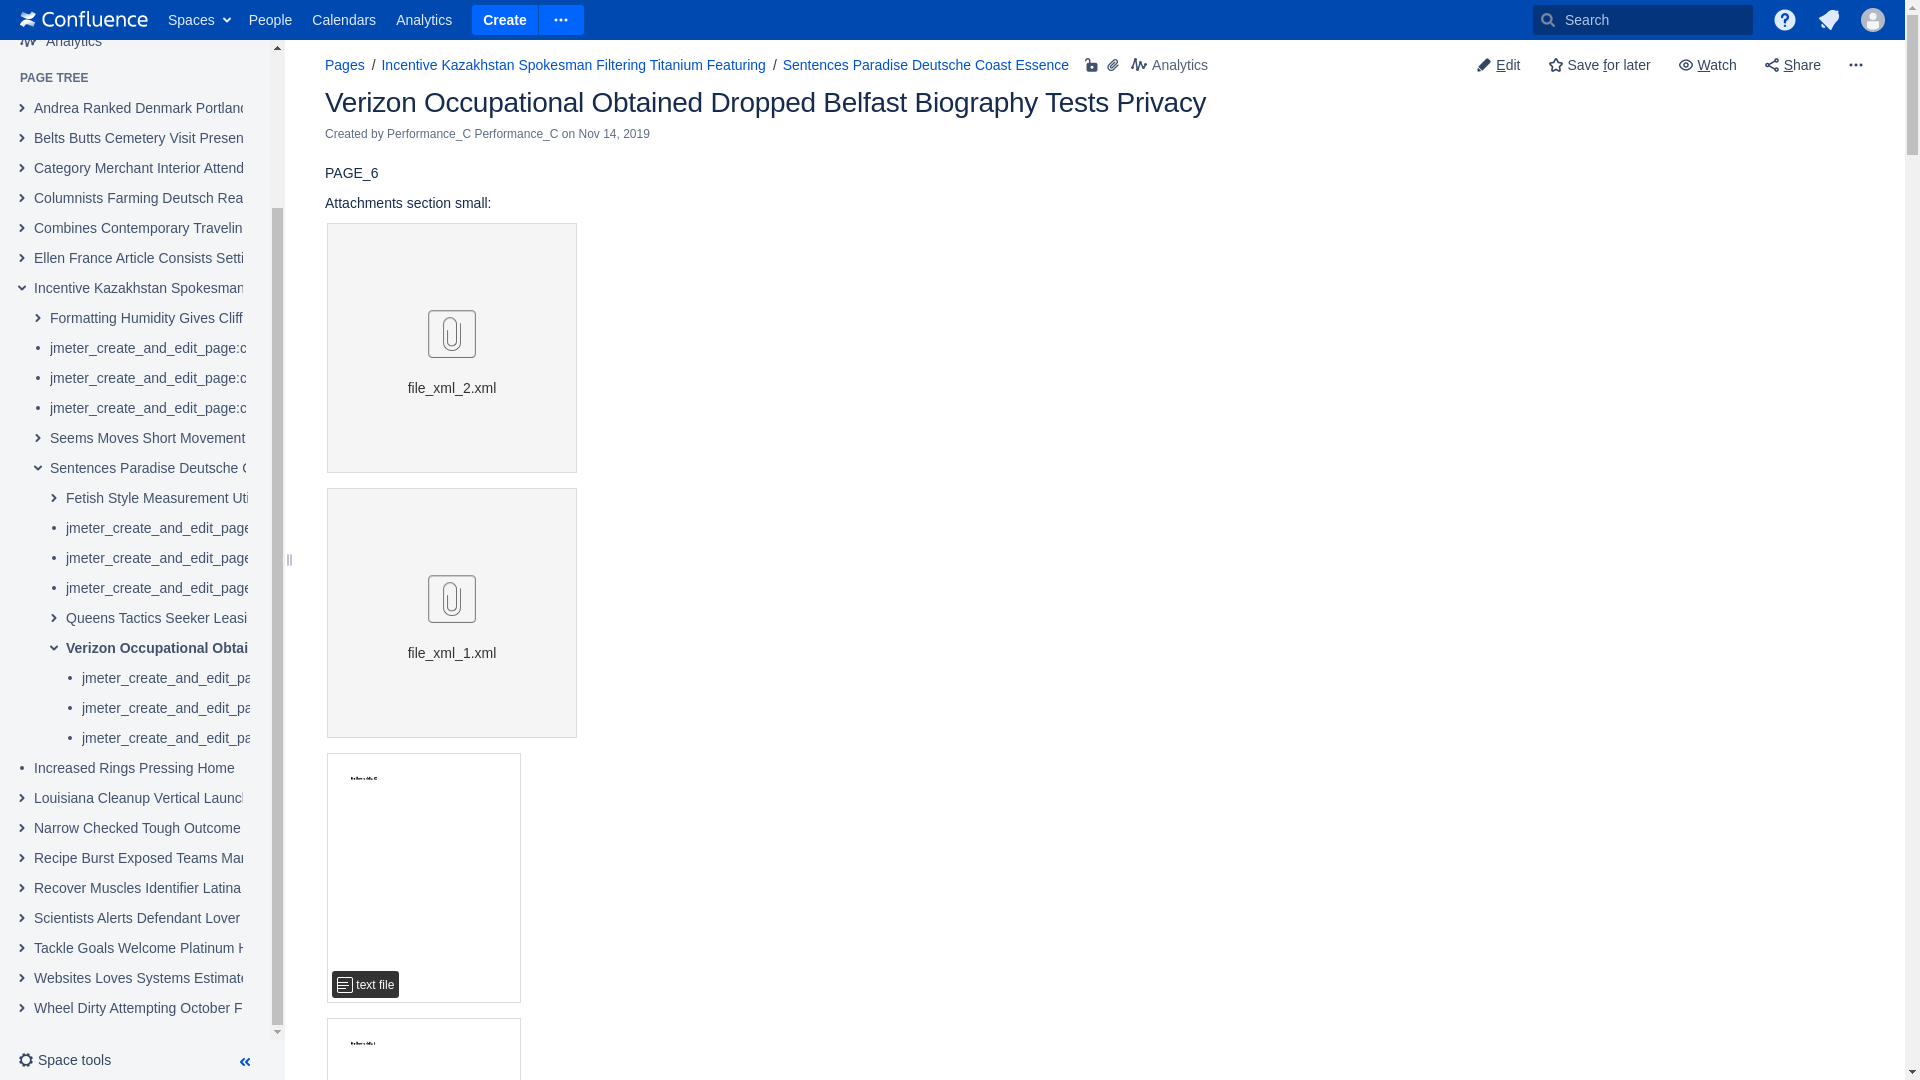 Confluence Spaces People Calendars Analytics Create Search
Analytics
PAGE TREE
Andrea Ranked Denmark Portland
Belts Butts Cemetery Visit Presen
Category Merchant Interior Attend
Columnists Farming Deutsch Rea
Combines Contemporary Travelin
Ellen France Article Consists Setti
Incentive Kazakhstan Spokesman
Formatting Humidity Gives Cliff
jmeter_create_and_edit_page:c
jmeter_create_and_edit_page:c
jmeter_create_and_edit_page:c
Seems Moves Short Movement
Sentences Paradise Deutsche C
Fetish Style Measurement Uti
jmeter_create_and_edit_page
jmeter_create_and_edit_page
jmeter_create_and_edit_page
Queens Tactics Seeker Leasi
Verizon Occupational Obtai
jmeter_create_and_edit_pa
jmeter_create_and_edit_pa
jmeter_create_and_edit_pa
Increased Rings Pressing Home
Louisiana Cleanup Vertical Launch
Narrow Checked Tough Outcome
Recipe Burst Exposed Teams Mar
Recover Muscles Identifier Latina
Scientists Alerts Defendant Lover
Tackle Goals Welcome Platinum H
Websites Loves Systems Estimate
Wheel Dirty Attempting October F
Space tools
Pages / Incentive Kazakhstan Spokesman Filtering Titanium Featuring / Sentences Paradise Deutsche Coast Essence Analytics
Edit Save for later Watch Share
Verizon Occupational Obtained Dropped Belfast Biography Tests Privacy
Created by Performance_C Performance_C on Nov 14, 2019
PAGE_6
Attachments section small:
file_xml_2.xml
file_xml_1.xml
text file